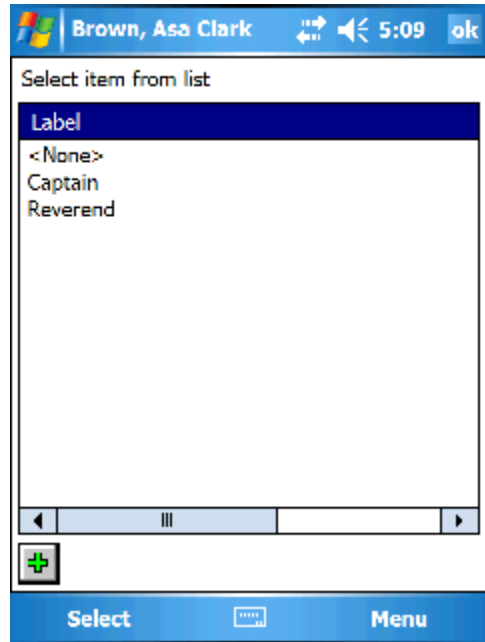 Brown, Asa Clark 5:09 ok
Select item from list
Label
<None>
Captain
Reverend
Select Menu